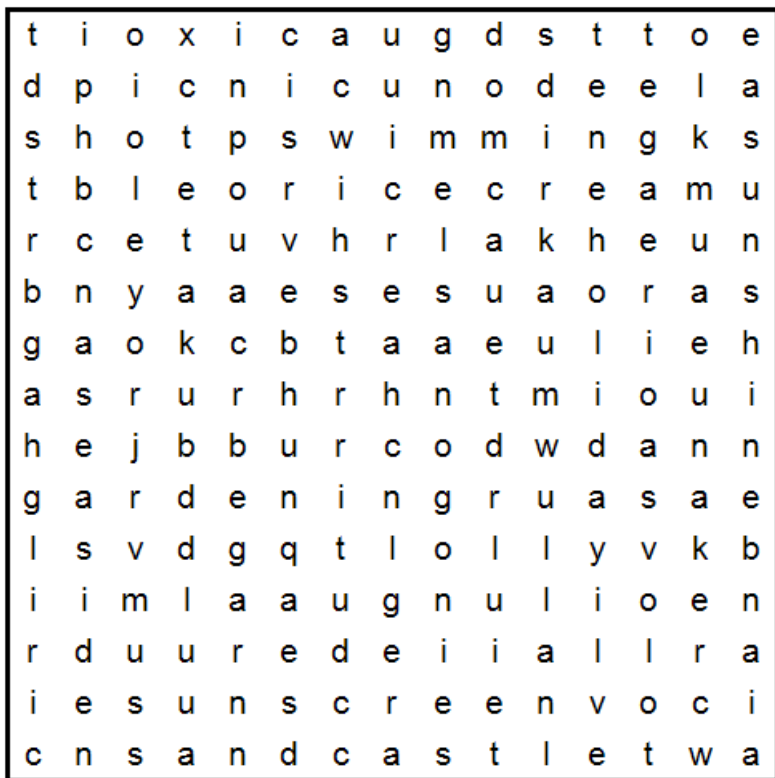 t i o x i c a u g d s t t o e
d p i c n i c u n o d e e l a
s h o t p s w i m m i n g k s
t b l e o r i c e c r e a m u
r c e t u v h r l a k h e u n
b n y a a e s e s u a o r a s
g a o k c b t a a e u l i e h
a s r u r h r h n t m i o u i
h e j b b u r c o d w d a n n
g a r d e n i n g r u a s a e
l s v d g q t l o l l y v k b
i i m l a a u g n u l i o e n
r d u u r e d e i i a l l r a
i e s u n s c r e e n v o c i
c n s a n d c a s t l e t w a